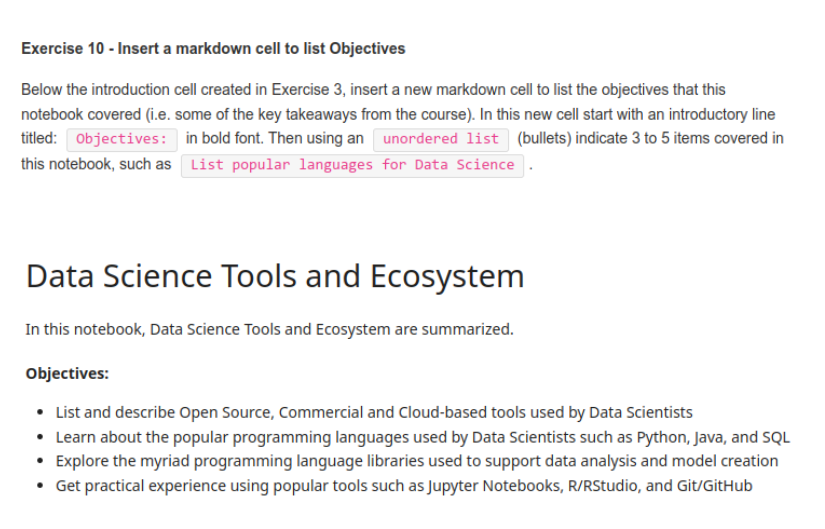 Exercise 10 - Insert a markdown cell to list Objectives
Below the introduction cell created in Exercise 3, insert a new markdown cell to list the objectives that this
notebook covered (i.e. some of the key takeaways from the course). In this new cell start with an introductory line
titled: Objectives: in bold font. Then using an unordered list (bullets) indicate 3 to 5 items covered in
this notebook, such as List popular languages for Data Science .
Data Science Tools and Ecosystem
In this notebook, Data Science Tools and Ecosystem are summarized.
Objectives:
• List and describe Open Source, Commercial and Cloud-based tools used by Data Scientists
• Learn about the popular programming languages used by Data Scientists such as Python, Java, and SQL
• Explore the myriad programming language libraries used to support data analysis and model creation
• Get practical experience using popular tools such as Jupyter Notebooks, R/RStudio, and Git/GitHub